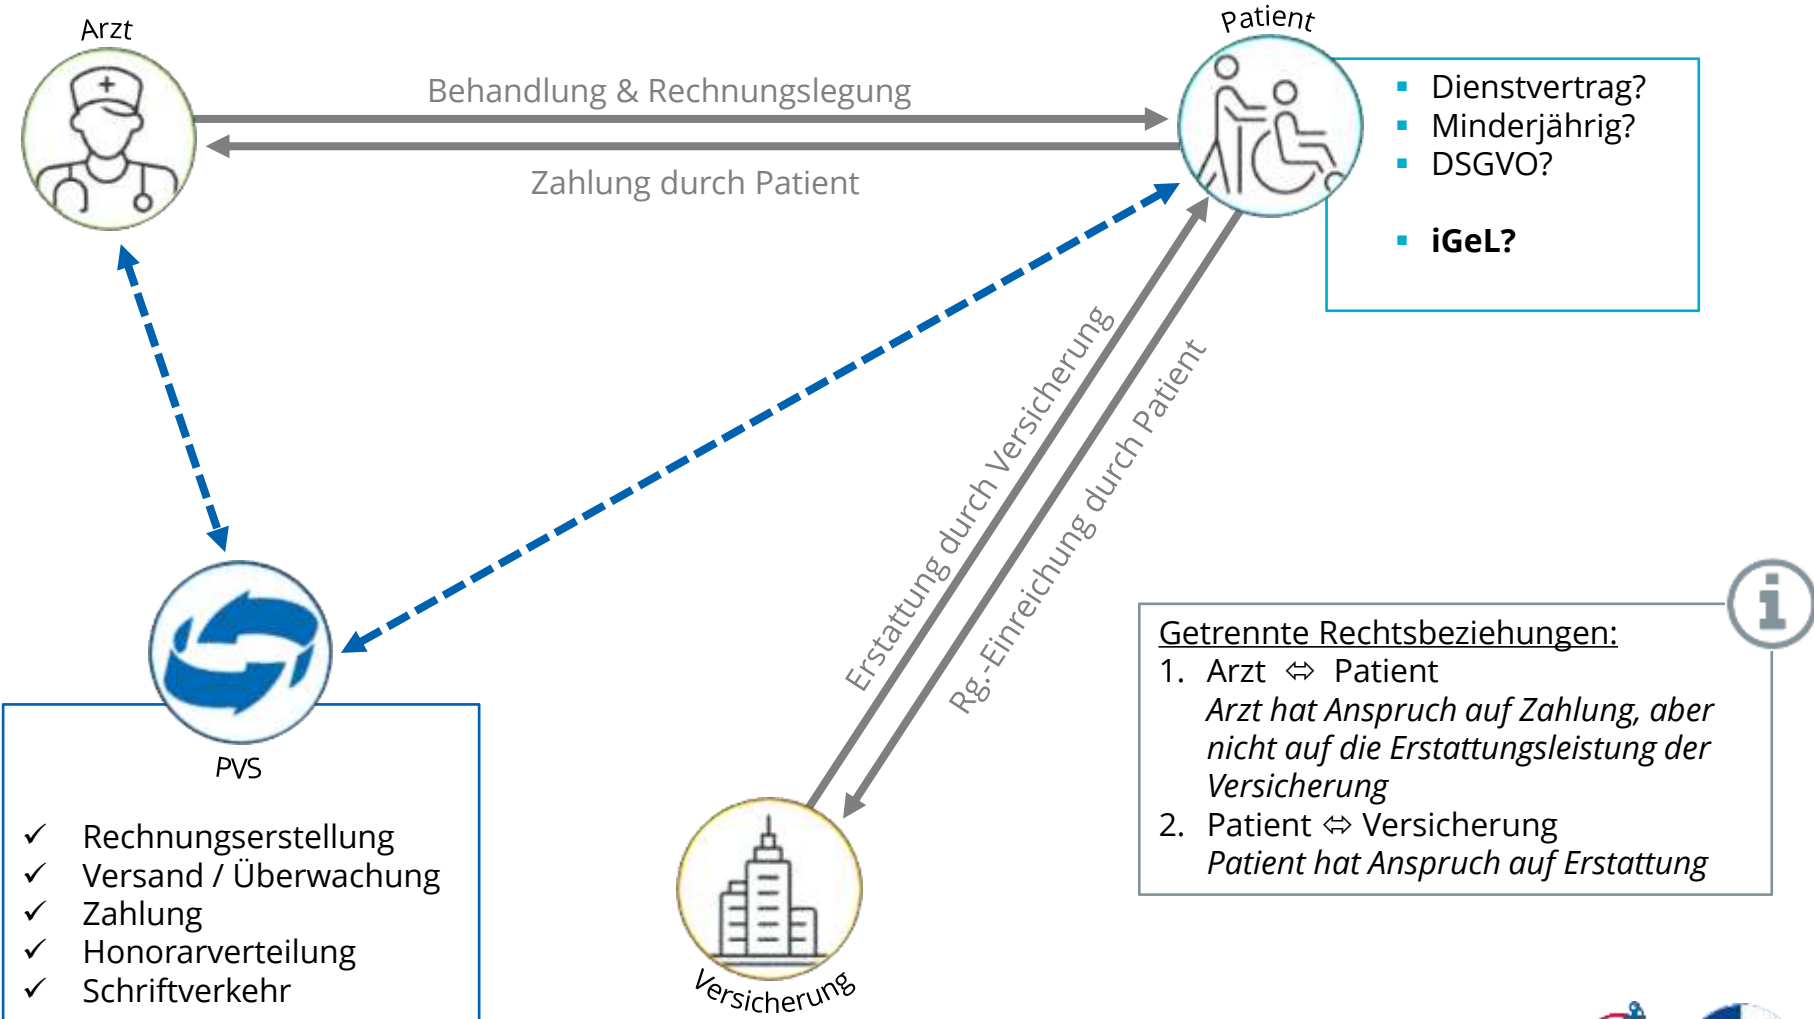 Arzt
Patient
Behandlung & Rechnungslegung
Zahlung durch Patient
▪ Dienstvertrag?
▪ Minderjährig?
▪ DSGVO?
▪ iGeL?
Erstattung durch Versicherung
Rg.-Einreichung durch Patient
PVS
✓ Rechnungserstellung
✓ Versand / Überwachung
✓ Zahlung
✓ Honorarverteilung
✓ Schriftverkehr
Versicherung
i
Getrennte Rechtsbeziehungen:
1. Arzt ⇔ Patient
Arzt hat Anspruch auf Zahlung, aber
nicht auf die Erstattungsleistung der
Versicherung
2. Patient ⇔ Versicherung
Patient hat Anspruch auf Erstattung